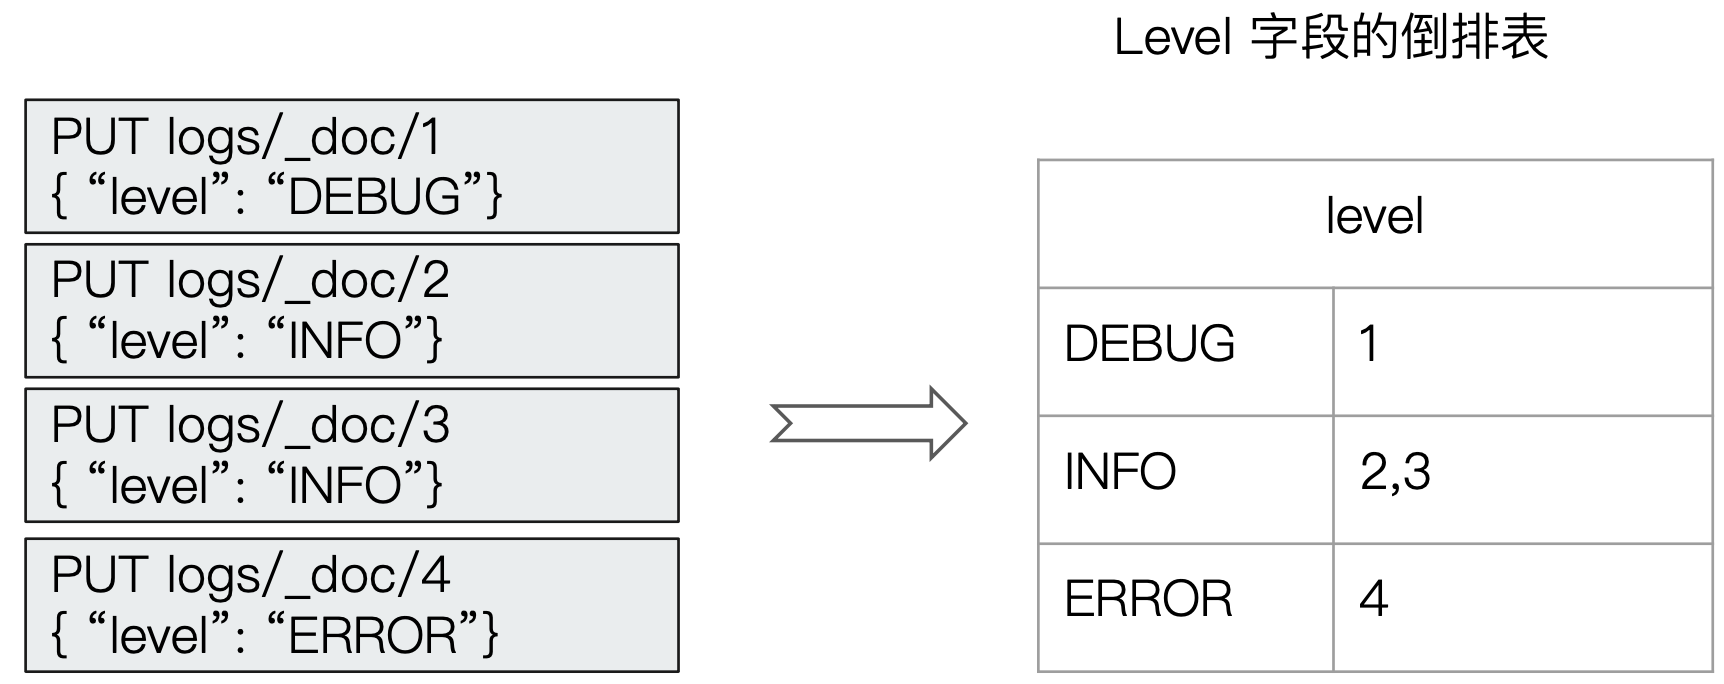 Level 字段的倒排表
PUT logs/_doc/1
{ “level”: “DEBUG”}
PUT logs/_doc/2
{ “level”: “INFO”}
PUT logs/_doc/3
{ “level”: “INFO”}
PUT logs/_doc/4
{ “level”: “ERROR”}
level
DEBUG 1
INFO 2,3
ERROR 4